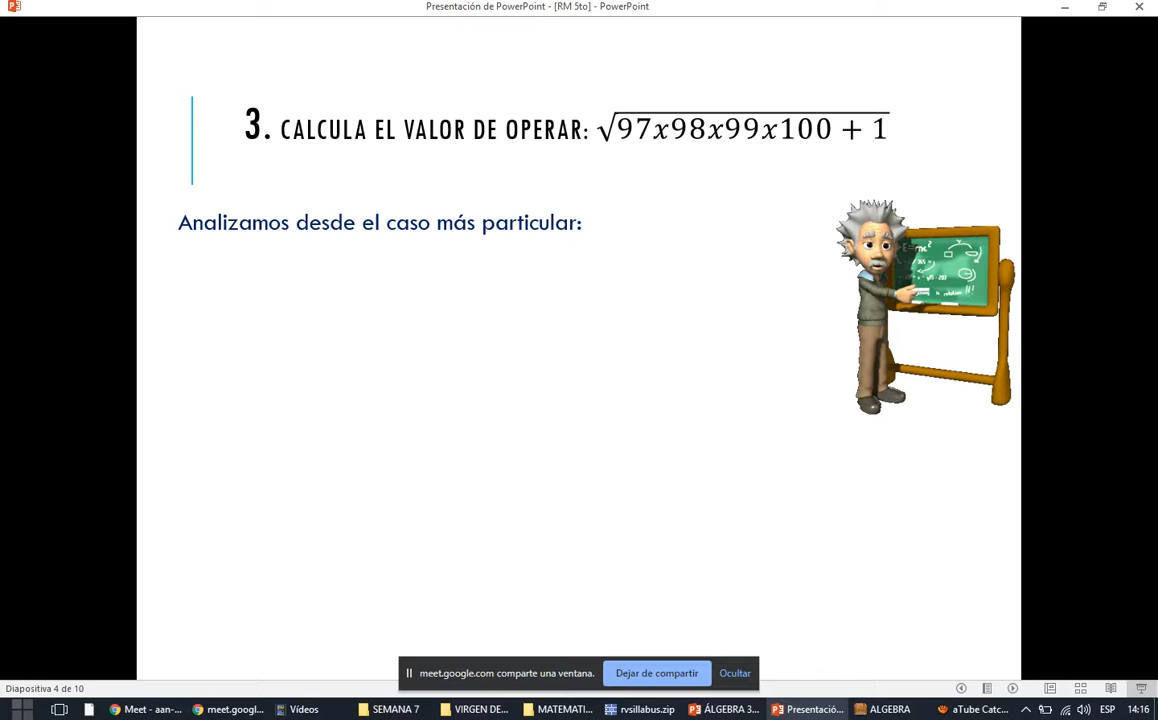 Presentación de PowerPoint - [RM 5to] - PowerPoint
3. CALCULA EL VALOR DE OPERAR: √97x98x99x100 + 1
Analizamos desde el caso más particular:
E=mc²
meet.google.com comparte una ventana.
Dejar de compartir
Ocultar
Diapositiva 4 de 10
Meet - aan-...
meet.googl...
Vídeos
SEMANA 7
VIRGEN DE...
MATEMATI...
rvsillabus.zip
ÁLGEBRA 3...
Presentació...
ALGEBRA
aTube Catc...
ESP
14:16